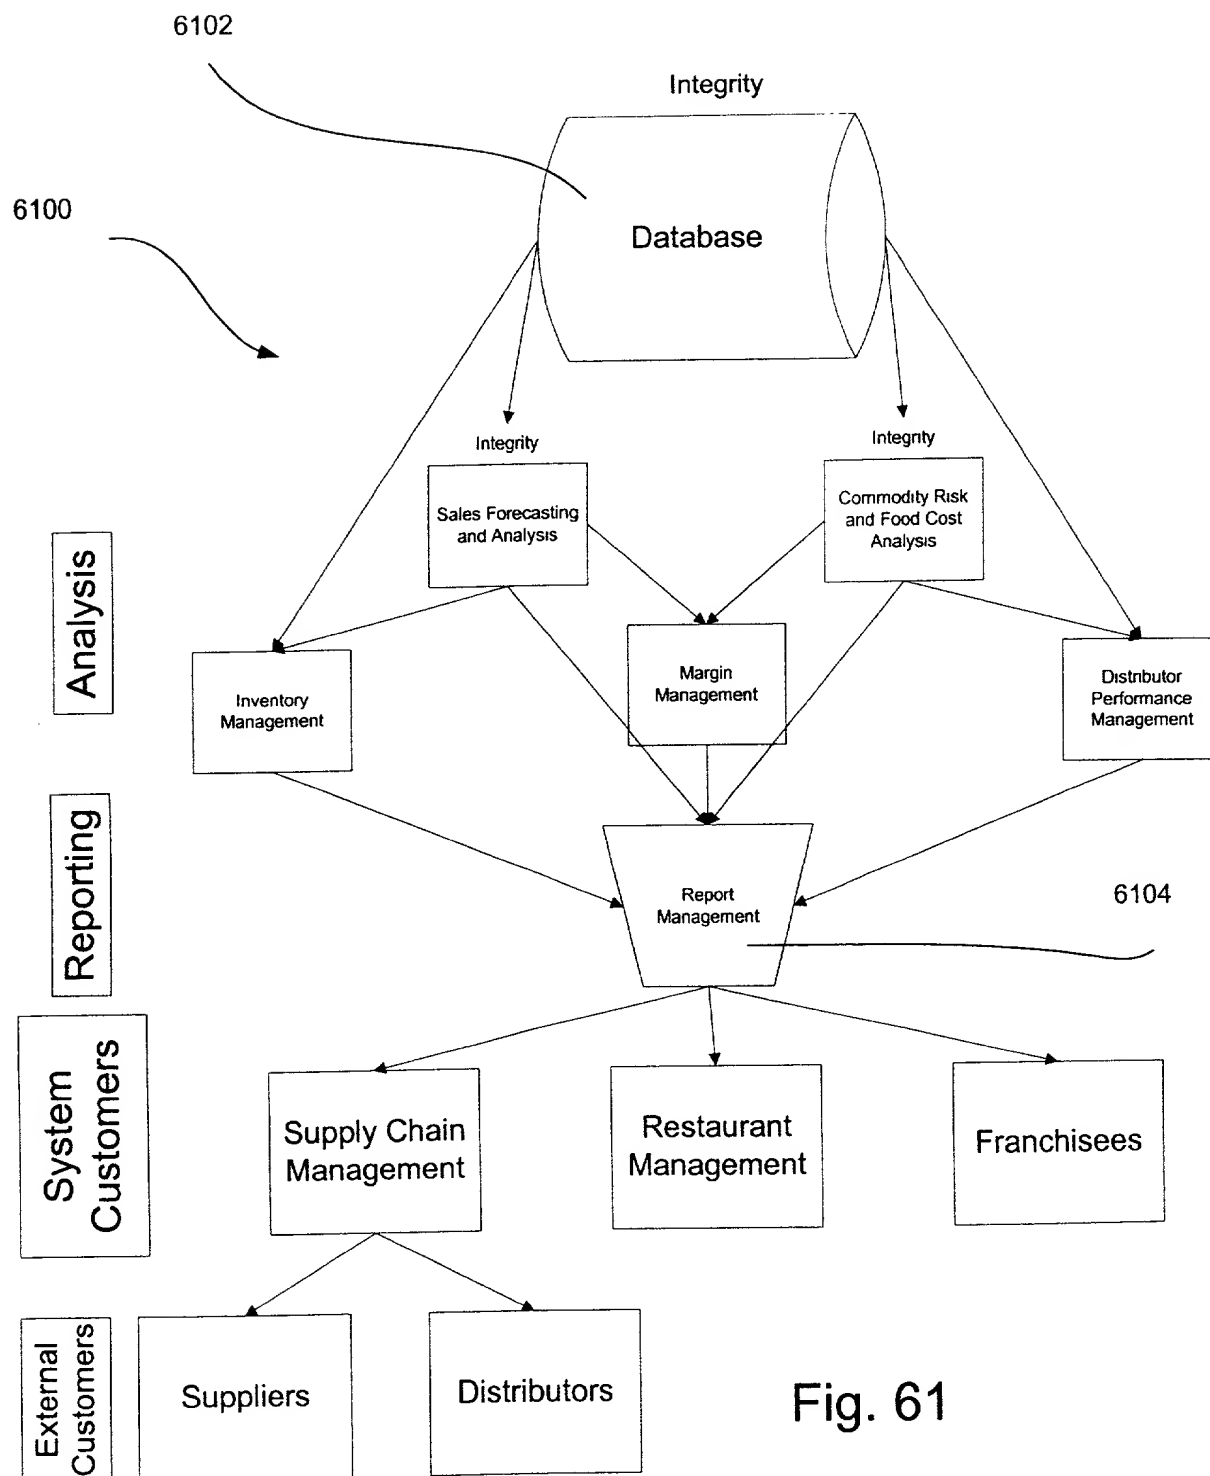 6102
Integrity
6100
Database
Integrity
Integrity
Sales Forecasting
and Analysis
Commodity Risk
and Food Cost
Analysis
Analysis
Inventory
Management
Margin
Management
Distributor
Performance
Management
Reporting
Report
Management
6104
System
Customers
Supply Chain
Management
Restaurant
Management
Franchisees
External
Customers
Suppliers
Distributors
Fig. 61